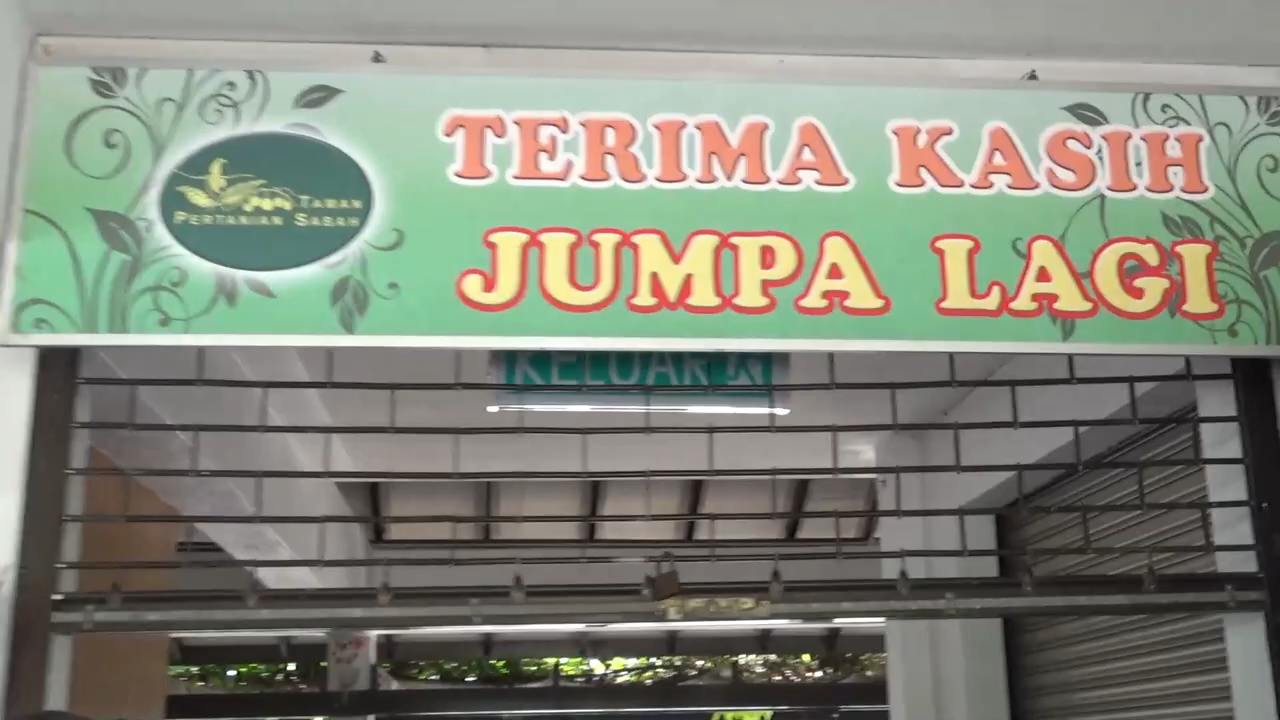 TERIMA KASIH
JUMPA LAGI
TAMAN
PERTANIAN SABAH
KELUAR